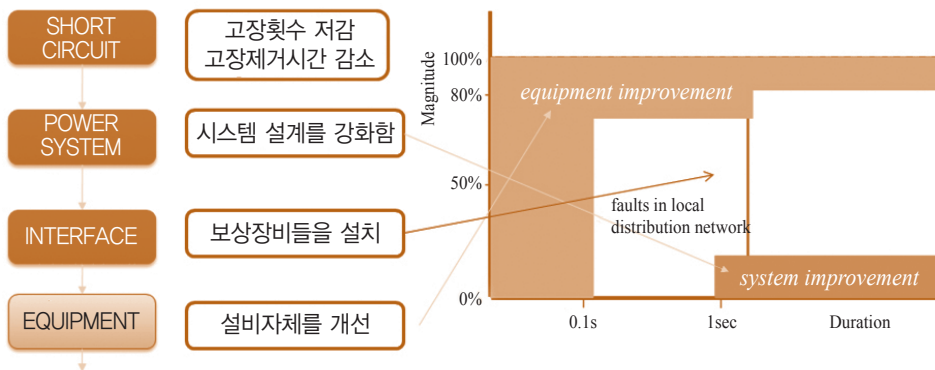 SHORT
CIRCUIT
고장횟수 저감
고장제거시간 감소
POWER
SYSTEM
시스템 설계를 강화함
INTERFACE
보상장비들을 설치
EQUIPMENT
설비자체를 개선
Magnitude
100%
80%
50%
0%
equipment improvement
faults in local
distribution network
system improvement
0.1s
1sec
Duration